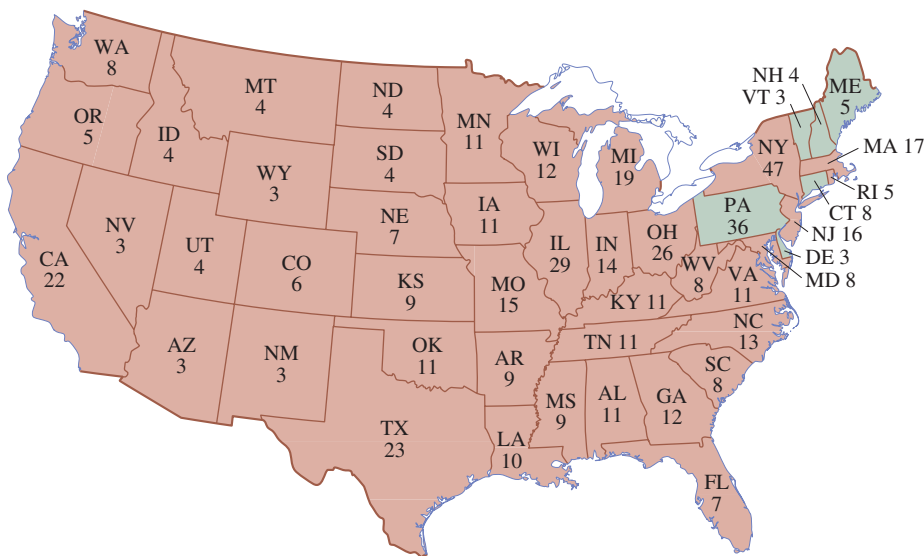 WA
8
OR
5
CA
22
NV
3
ID
4
MT
4
WY
3
UT
4
AZ
3
CO
6
NM
3
ND
4
SD
4
NE
7
KS
9
OK
11
TX
23
MN
11
IA
11
MO
15
AR
9
LA
10
WI
12
IL
29
MI
19
IN
14
OH
26
KY 11
TN 11
MS
9
AL
11
GA
12
FL
7
SC
8
NC
13
VA
11
WV
8
PA
36
NY
47
VT 3
NH 4
ME
5
MA 17
RI 5
CT 8
NJ 16
DE 3
MD 8